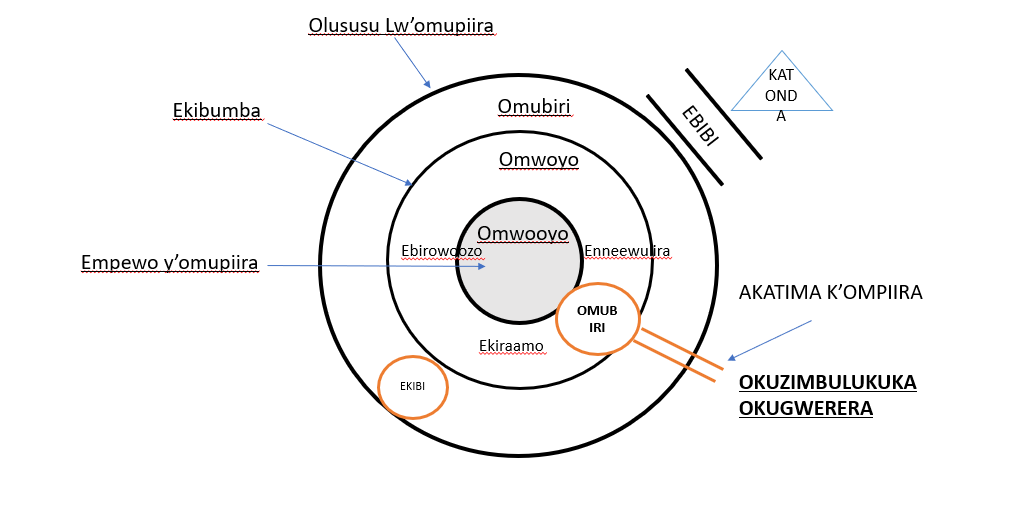 Olususu Lw’omupiira
KAT
OND
A
EBIBI
Ekibumba
Omubiri
Omwoyo
Omwooyo
Ebirowoozo
Enneewulira
Empewo y’omupiira
AKATIMA K’OMPIIRA
OMUB
IRI
Ekiraamo
EKIBI
OKUZIMBULUKUKA
OKUGWERERA